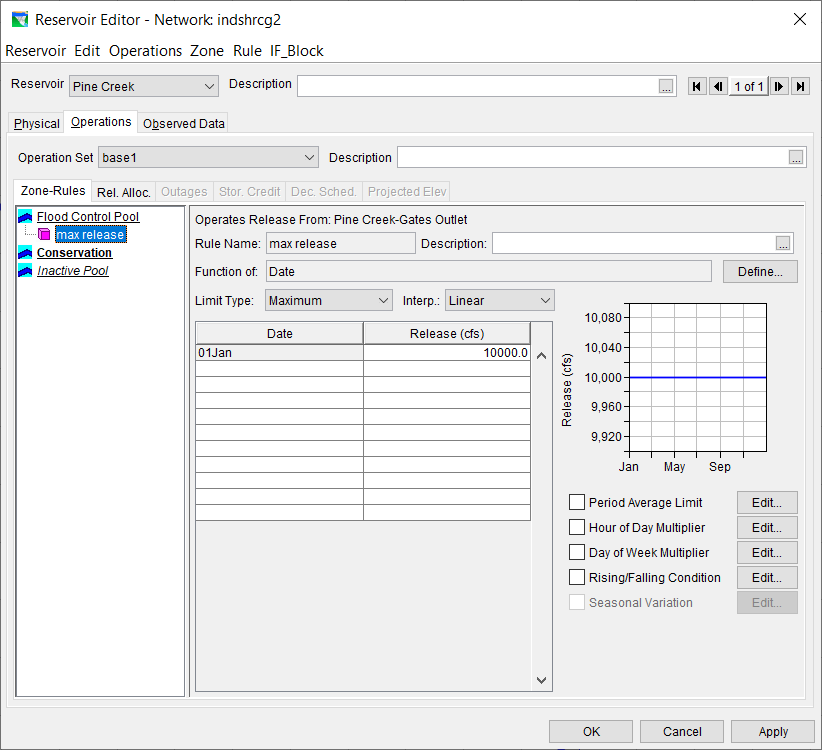 Reservoir Editor - Network: indshrcg2
Reservoir Edit Operations Zone Rule IF_Block
Reservoir Pine Creek Description ... 1 of 1
Physical Operations Observed Data
Operation Set base1 Description ...
Zone-Rules Rel. Alloc. Outages Stor. Credit Dec. Sched. Projected Elev
Flood Control Pool
max release
Conservation
Inactive Pool
Operates Release From: Pine Creek-Gates Outlet
Rule Name: max release Description: ...
Function of: Date Define...
Limit Type: Maximum Interp.: Linear
Date Release (cfs)
01Jan 10000.0
Release (cfs)
10,080
10,040
10,000
9,960
9,920
Jan May Sep
Period Average Limit Edit...
Hour of Day Multiplier Edit...
Day of Week Multiplier Edit...
Rising/Falling Condition Edit...
Seasonal Variation Edit...
OK Cancel Apply